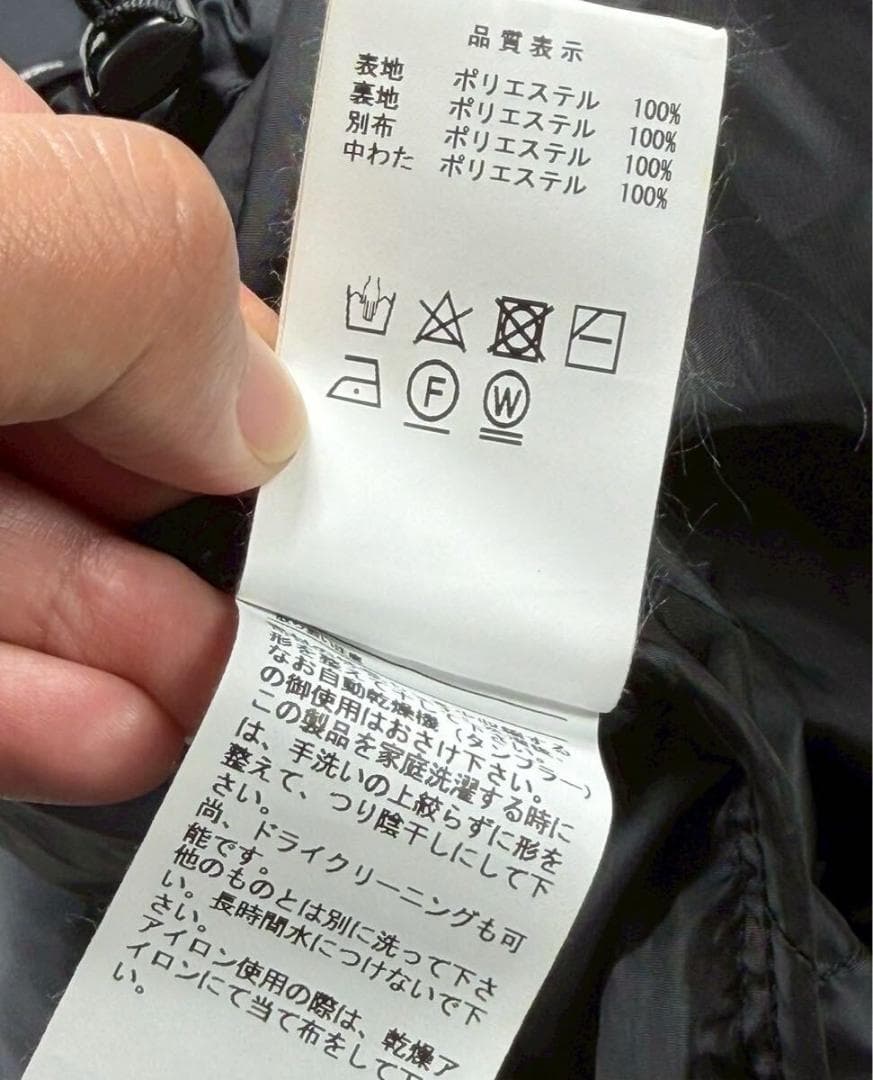 品質表示
表地 ポリエステル 100%
裏地 ポリエステル 100%
別布 ポリエステル 100%
中わた ポリエステル 100%
F W
なお自動乾燥機(タンブラー)
の御使用はおさけ下さい。
この製品を家庭洗濯する時に
は、手洗いの上絞らずに形を
整えて、つり陰干しにして下
さい。
尚、ドライクリーニングも可
能です。
他のものとは別に洗って下さ
い。長時間水につけないで下
さい。
アイロン使用の際は、乾燥ア
イロンにて当て布をして下
い。